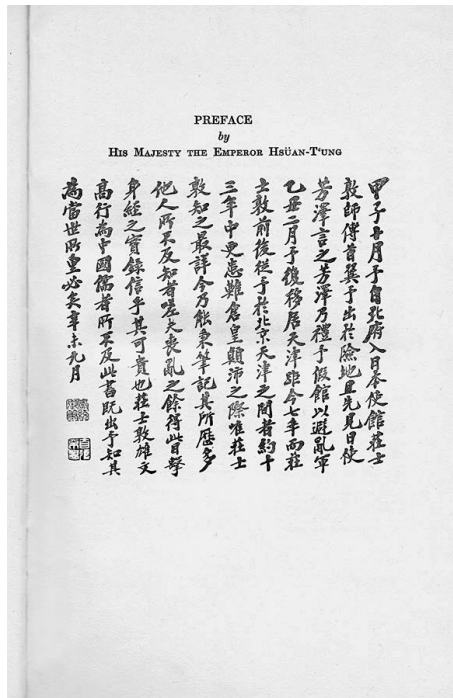 PREFACE
by
HIS MAJESTY THE EMPEROR HSÜAN-T‘UNG
甲子十月予自北府入日本使館莊士
敦師傅首翼予出於險地且先見日使
芳澤言之芳澤乃禮予假館以避亂軍
乙丑二月予復移居天津距今七年而莊
士敦前後從予於北京天津之間者約十
三年中更患難倉皇顛沛之際唯莊士
敦知之最詳今乃能秉筆記其所歷多
他人所不及知者嗟夫喪亂之餘得此目擊
身經之實錄信乎其可貴也莊士敦雄文
高行為中國儒者所不及此書既出予知其
為當世所重必矣辛未九月